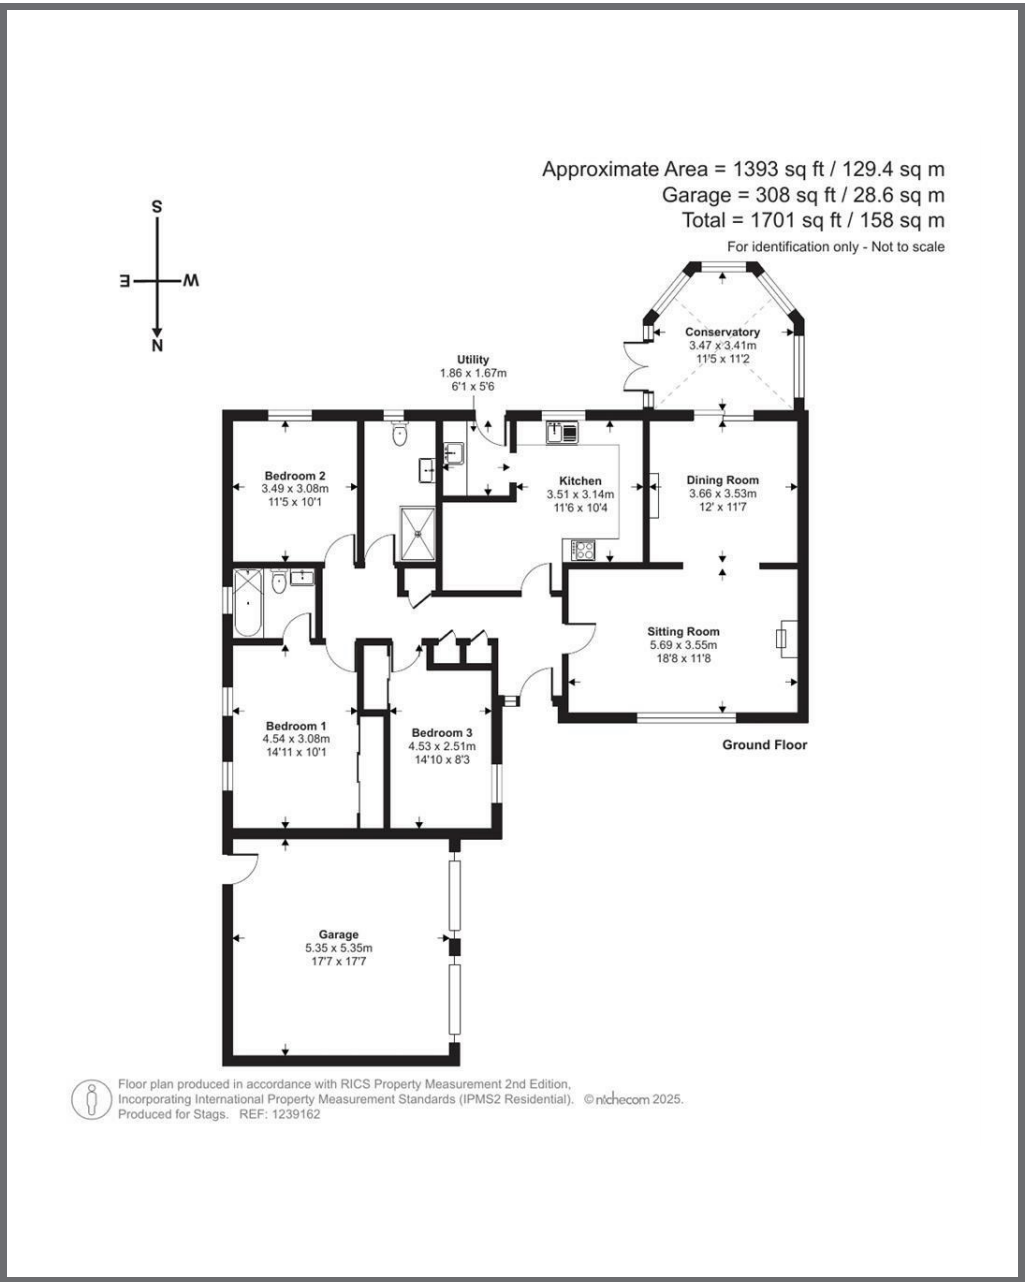 Approximate Area = 1393 sq ft / 129.4 sq m
Garage = 308 sq ft / 28.6 sq m
Total = 1701 sq ft / 158 sq m
For identification only - Not to scale
S
E
W
N
Conservatory
3.47 x 3.41m
11'5 x 11'2
Utility
1.86 x 1.67m
6'1 x 5'6
Bedroom 2
3.49 x 3.08m
11'5 x 10'1
Kitchen
3.51 x 3.14m
11'6 x 10'4
Dining Room
3.66 x 3.53m
12' x 11'7
Sitting Room
5.69 x 3.55m
18'8 x 11'8
Bedroom 1
4.54 x 3.08m
14'11 x 10'1
Bedroom 3
4.53 x 2.51m
14'10 x 8'3
Ground Floor
Garage
5.35 x 5.35m
17'7 x 17'7
Floor plan produced in accordance with RICS Property Measurement 2nd Edition,
Incorporating International Property Measurement Standards (IPMS2 Residential). © nichecom 2025.
Produced for Stags. REF: 1239162